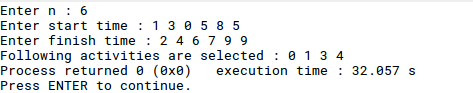 Enter n : 6
Enter start time : 1 3 0 5 8 5
Enter finish time : 2 4 6 7 9 9
Following activities are selected : 0 1 3 4
Process returned 0 (0x0)   execution time : 32.057 s
Press ENTER to continue.